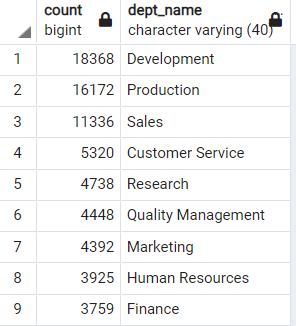 count dept_name
bigint character varying (40)
1 18368 Development
2 16172 Production
3 11336 Sales
4 5320 Customer Service
5 4738 Research
6 4448 Quality Management
7 4392 Marketing
8 3925 Human Resources
9 3759 Finance